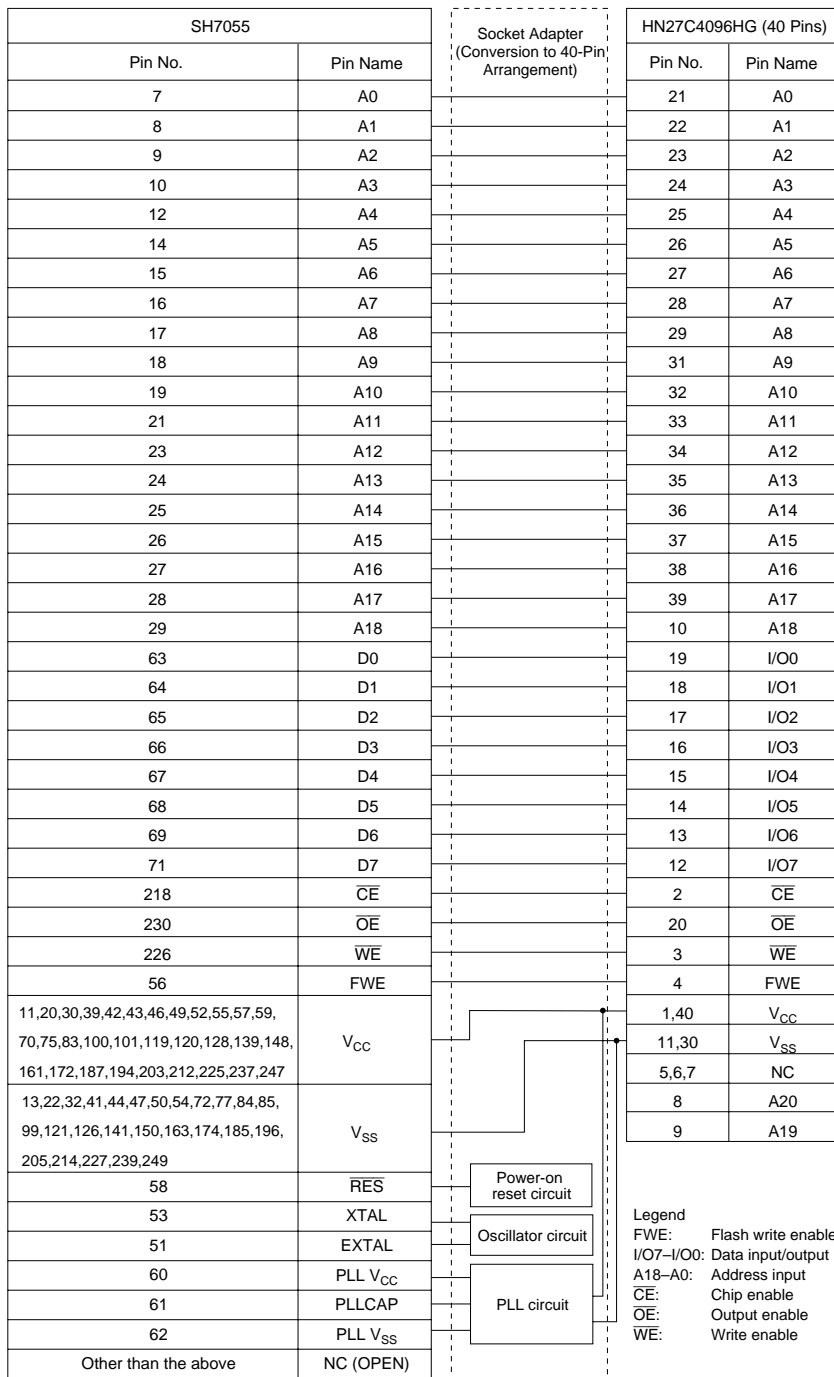 SH7055
Socket Adapter
(Conversion to 40-Pin
Arrangement)
HN27C4096HG (40 Pins)
Pin No. Pin Name Pin No. Pin Name
7 A0 21 A0
8 A1 22 A1
9 A2 23 A2
10 A3 24 A3
12 A4 25 A4
14 A5 26 A5
15 A6 27 A6
16 A7 28 A7
17 A8 29 A8
18 A9 31 A9
19 A10 32 A10
21 A11 33 A11
23 A12 34 A12
24 A13 35 A13
25 A14 36 A14
26 A15 37 A15
27 A16 38 A16
28 A17 39 A17
29 A18 10 A18
63 D0 19 I/O0
64 D1 18 I/O1
65 D2 17 I/O2
66 D3 16 I/O3
67 D4 15 I/O4
68 D5 14 I/O5
69 D6 13 I/O6
71 D7 12 I/O7
218 C̅E̅ 2 C̅E̅
230 O̅E̅ 20 O̅E̅
226 W̅E̅ 3 W̅E̅
56 FWE 4 FWE
11,20,30,39,42,43,46,49,52,55,57,59,
70,75,83,100,101,119,120,128,139,148,
161,172,187,194,203,212,225,237,247
VCC
1,40 VCC
11,30 VSS
5,6,7 NC
8 A20
9 A19
13,22,32,41,44,47,50,54,72,77,84,85,
99,121,126,141,150,163,174,185,196,
205,214,227,239,249
VSS
58 R̅E̅S̅
Power-on
reset circuit
53 XTAL
51 EXTAL
Oscillator circuit
60 PLL VCC
61 PLLCAP
62 PLL VSS
PLL circuit
Other than the above NC (OPEN)
Legend
FWE: Flash write enable
I/O7–I/O0: Data input/output
A18–A0: Address input
C̅E̅: Chip enable
O̅E̅: Output enable
W̅E̅: Write enable